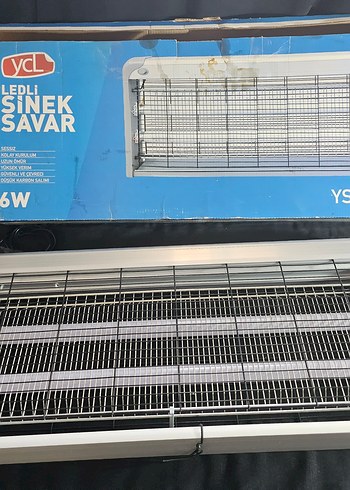 YCL
LEDLİ
SİNEK
SAVAR
SESSİZ
KOLAY KURULUM
UZUN ÖMÜR
YÜKSEK VERİM
GÜVENLİ VE ÇEVRECİ
DÜŞÜK KARBON SALIMI
6W
YS